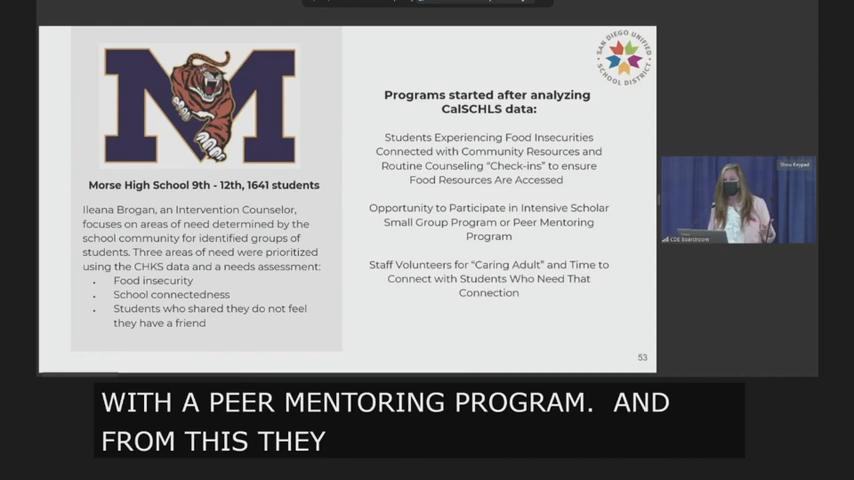 SAN DIEGO UNIFIED
SCHOOL DISTRICT
M
Morse High School 9th - 12th, 1641 students
Ileana Brogan, an Intervention Counselor,
focuses on areas of need determined by the
school community for identified groups of
students. Three areas of need were prioritized
using the CHKS data and a needs assessment:
• Food insecurity
• School connectedness
• Students who shared they do not feel
they have a friend
Programs started after analyzing
CalSCHLS data:
Students Experiencing Food Insecurities
Connected with Community Resources and
Routine Counseling “Check-ins” to ensure
Food Resources Are Accessed
Opportunity to Participate in Intensive Scholar
Small Group Program or Peer Mentoring
Program
Staff Volunteers for “Caring Adult” and Time to
Connect with Students Who Need That
Connection
53
Show Keypad
CDE Boardroom
WITH A PEER MENTORING PROGRAM. AND
FROM THIS THEY